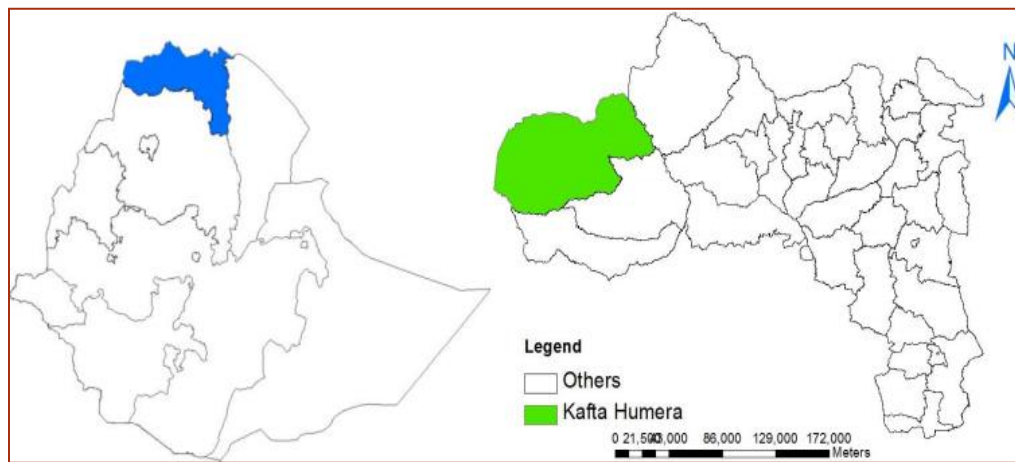 N
Legend
Others
Kafta Humera
0 21,500 43,000 86,000 129,000 172,000
Meters